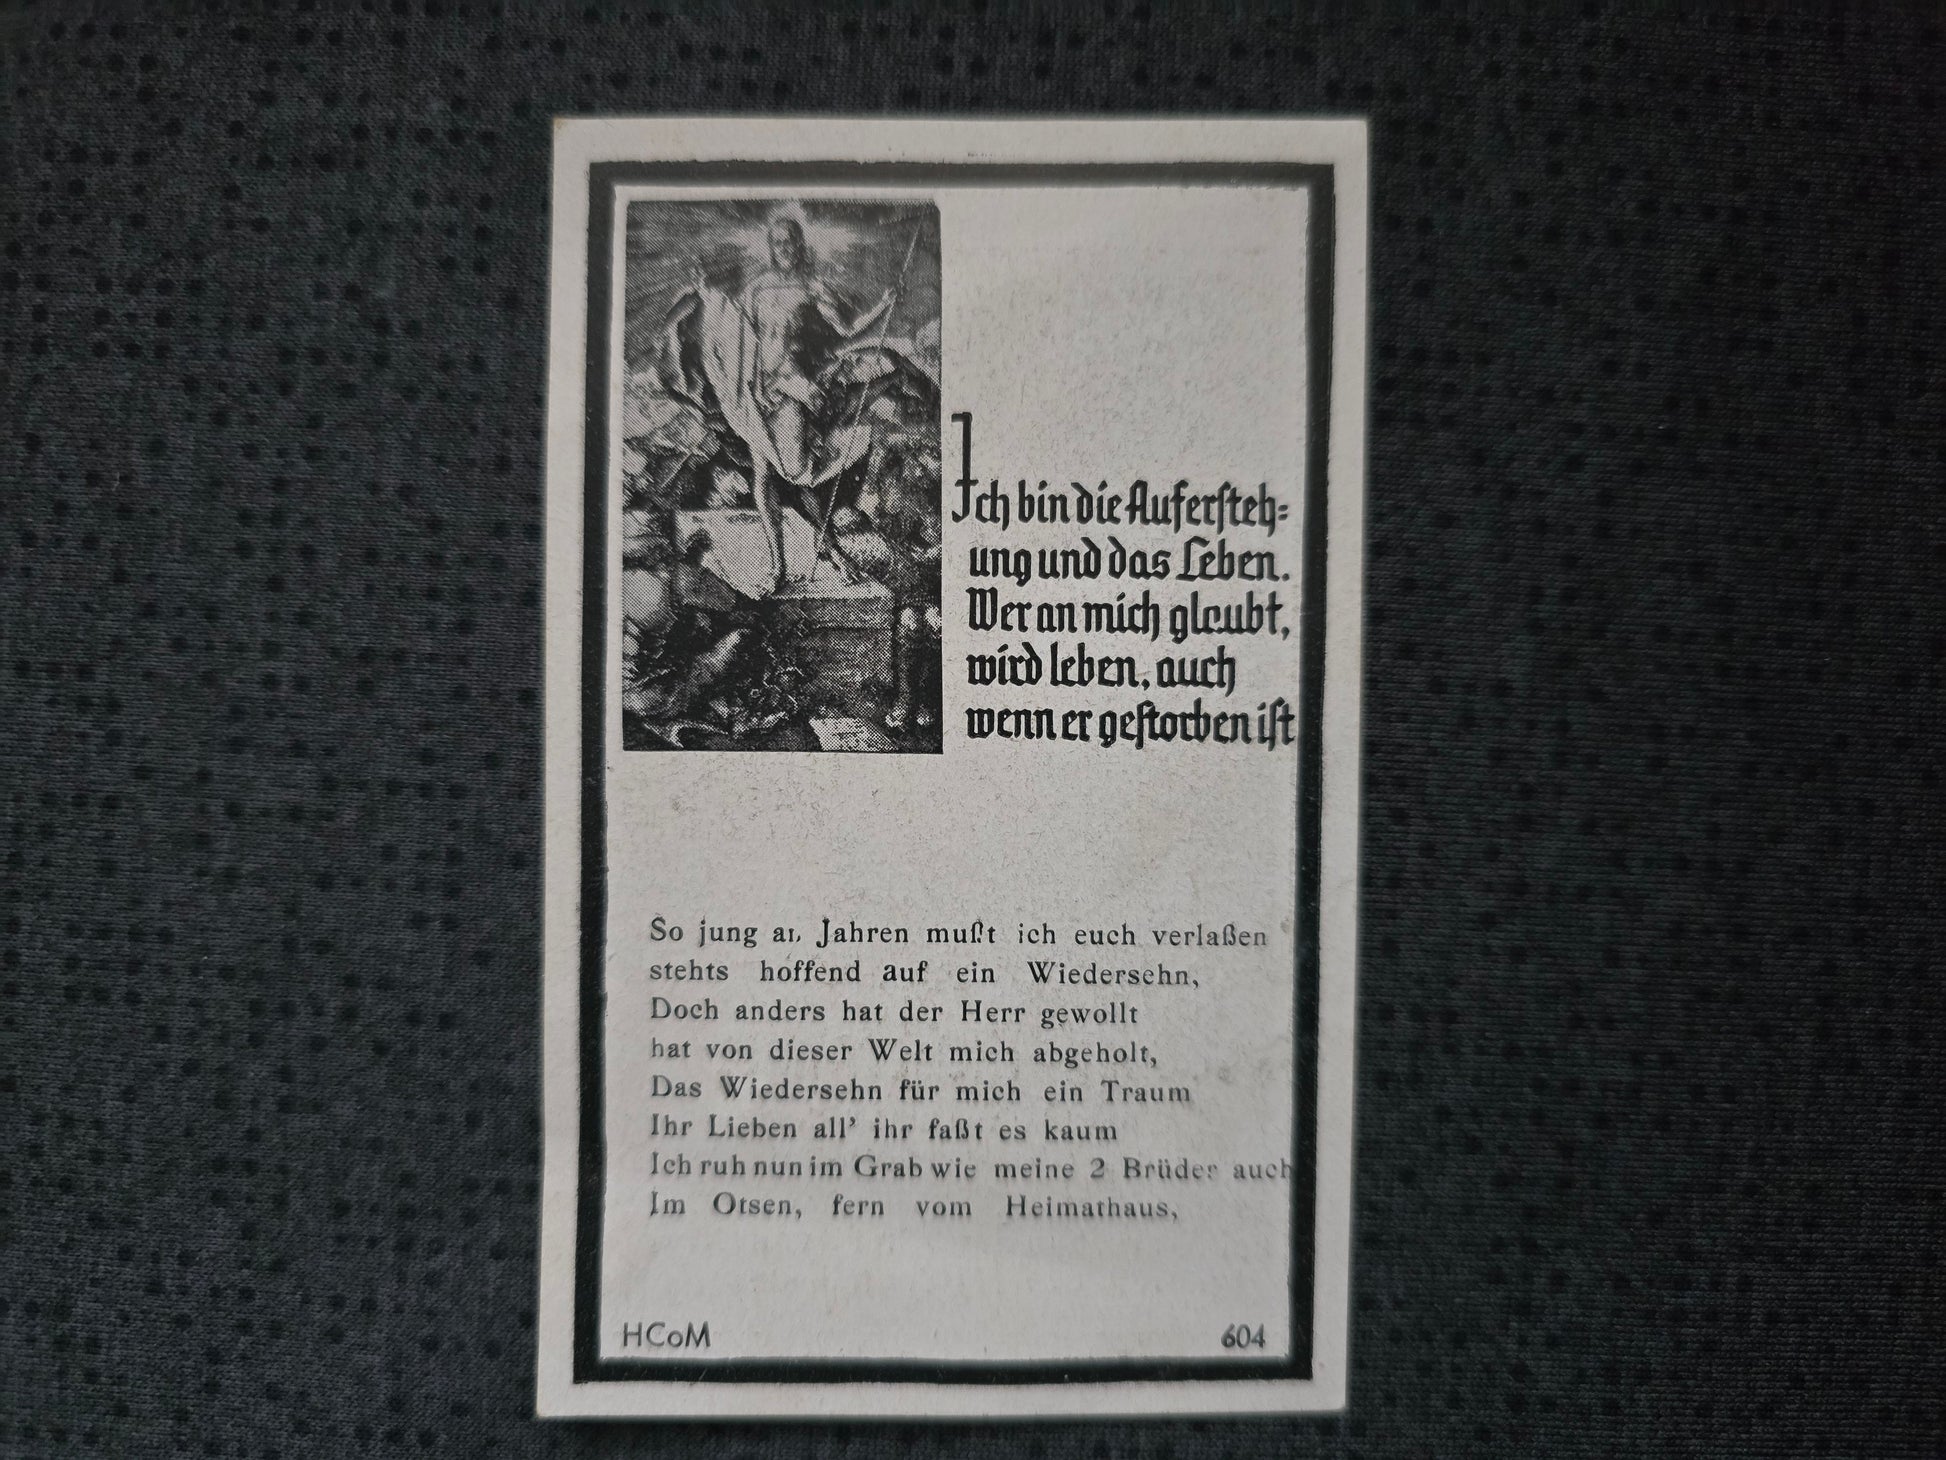 Ich bin die Aufersteh=
ung und das Leben.
Wer an mich glaubt,
wird leben, auch
wenn er gestorben ist
So jung an Jahren mußt ich euch verlaßen
stehts hoffend auf ein Wiedersehn,
Doch anders hat der Herr gewollt
hat von dieser Welt mich abgeholt,
Das Wiedersehn für mich ein Traum
Ihr Lieben all' ihr faßt es kaum
Ich ruh nun im Grab wie meine 2 Brüder auch
Im Otsen, fern vom Heimathaus,
HCoM 604